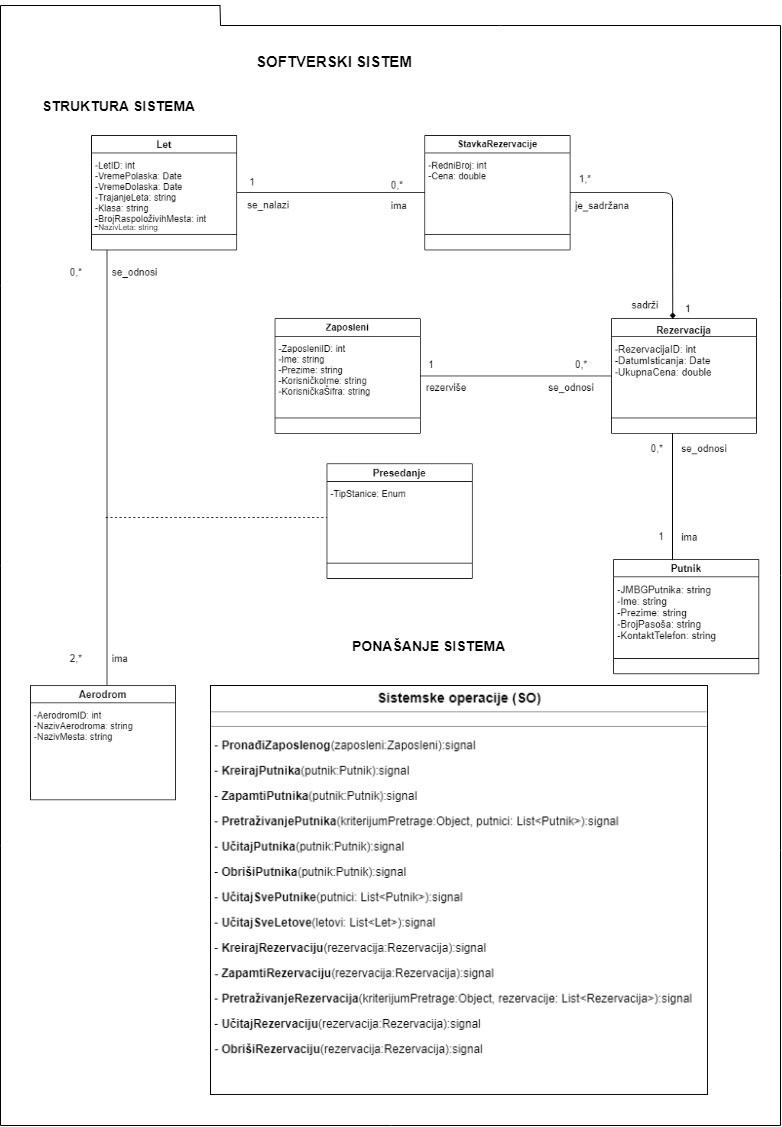 SOFTVERSKI SISTEM
STRUKTURA SISTEMA
Let
-LetID: int
-VremePolaska: Date
-VremeDolaska: Date
-TrajanjeLeta: string
-Klasa: string
-BrojRaspoloživihMesta: int
-NazivLeta: string
1
se_nalazi
0,*
ima
StavkaRezervacije
-RedniBroj: int
-Cena: double
1,*
je_sadržana
0,*
se_odnosi
sadrži
1
Zaposleni
-ZaposleniID: int
-Ime: string
-Prezime: string
-KorisničkoIme: string
-KorisničkaŠifra: string
1
rezerviše
0,*
se_odnosi
Rezervacija
-RezervacijaID: int
-DatumIsticanja: Date
-UkupnaCena: double
0,*
se_odnosi
Presedanje
-TipStanice: Enum
1
ima
Putnik
-JMBGPutnika: string
-Ime: string
-Prezime: string
-BrojPasoša: string
-KontaktTelefon: string
2,*
ima
Aerodrom
-AerodromID: int
-NazivAerodroma: string
-NazivMesta: string
PONAŠANJE SISTEMA
Sistemske operacije (SO)
- PronađiZaposlenog(zaposleni:Zaposleni):signal
- KreirajPutnika(putnik:Putnik):signal
- ZapamtiPutnika(putnik:Putnik):signal
- PretraživanjePutnika(kriterijumPretrage:Object, putnici: List<Putnik>):signal
- UčitajPutnika(putnik:Putnik):signal
- ObrišiPutnika(putnik:Putnik):signal
- UčitajSvePutnike(putnici: List<Putnik>):signal
- UčitajSveLetove(letovi: List<Let>):signal
- KreirajRezervaciju(rezervacija:Rezervacija):signal
- ZapamtiRezervaciju(rezervacija:Rezervacija):signal
- PretraživanjeRezervacija(kriterijumPretrage:Object, rezervacije: List<Rezervacija>):signal
- UčitajRezervaciju(rezervacija:Rezervacija):signal
- ObrišiRezervaciju(rezervacija:Rezervacija):signal